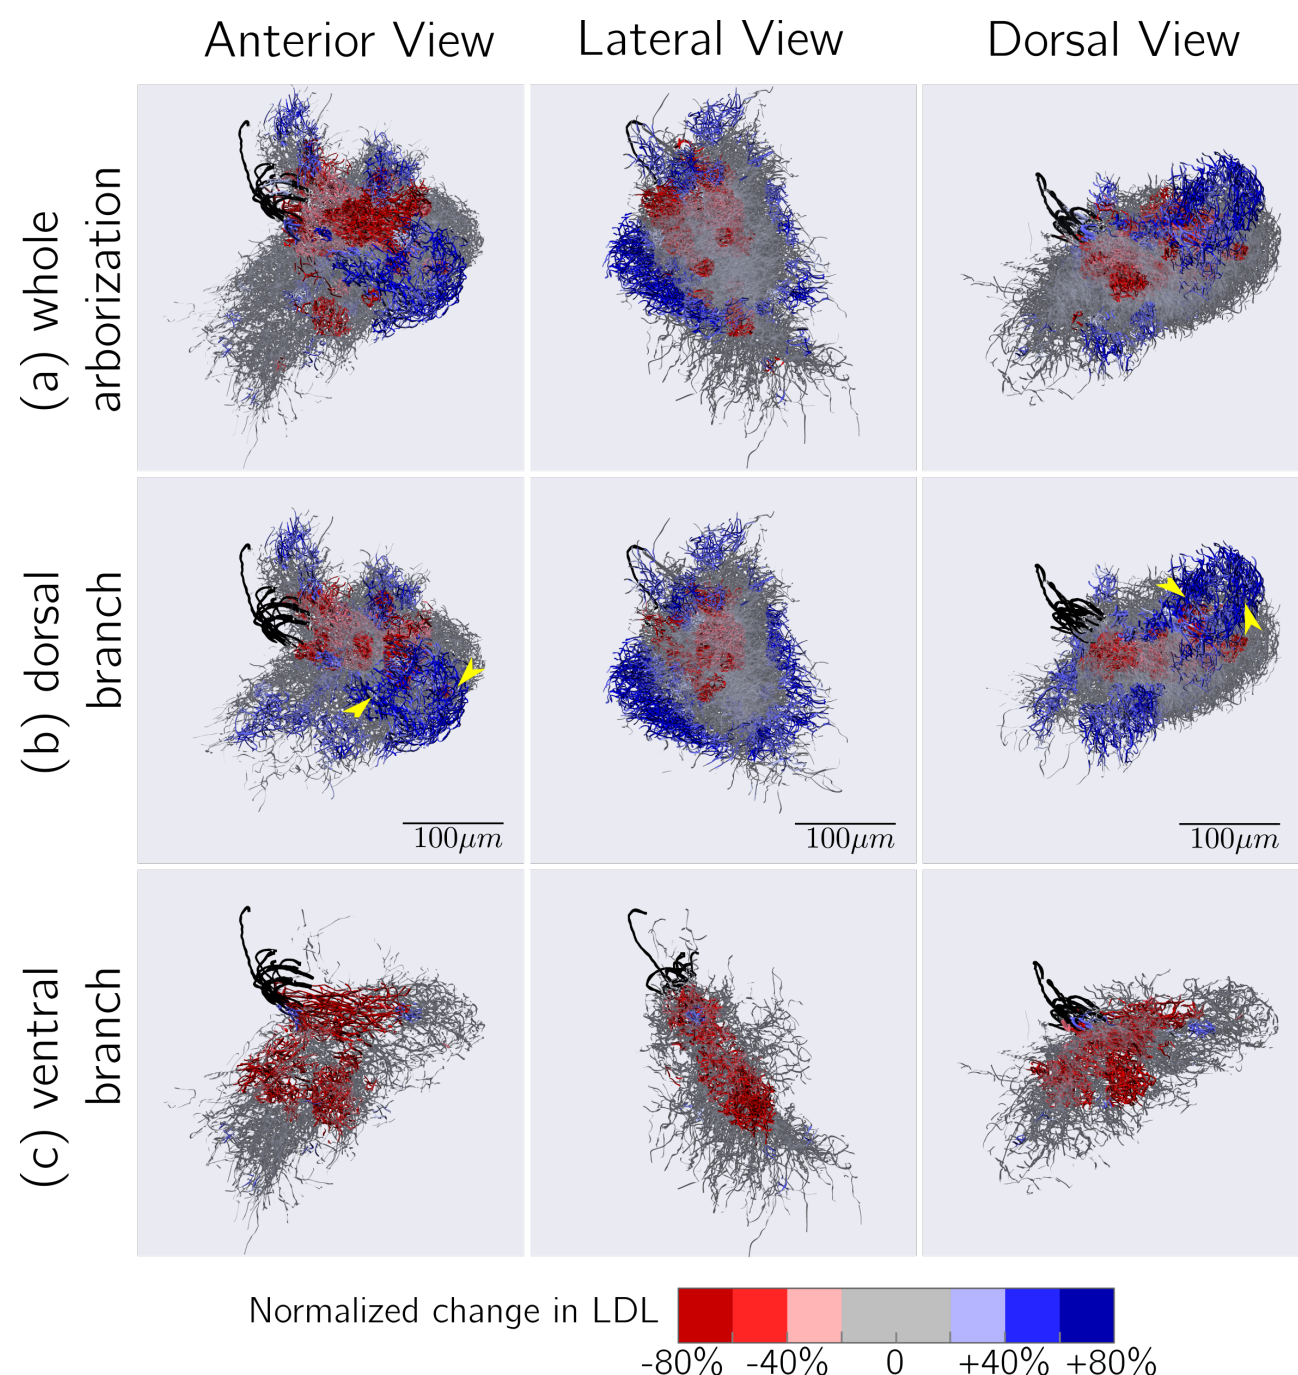 Anterior View
Lateral View
Dorsal View
(a) whole
arborization
(b) dorsal
branch
100μm
100μm
100μm
(c) ventral
branch
Normalized change in LDL
-80% -40% 0 +40% +80%